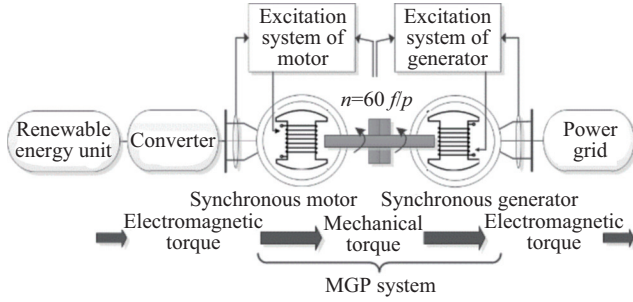 Excitation
system of
motor
Excitation
system of
generator
n=60 f/p
Renewable
energy unit
Converter
Power
grid
Synchronous motor
Synchronous generator
Electromagnetic
torque
Mechanical
torque
Electromagnetic
torque
MGP system